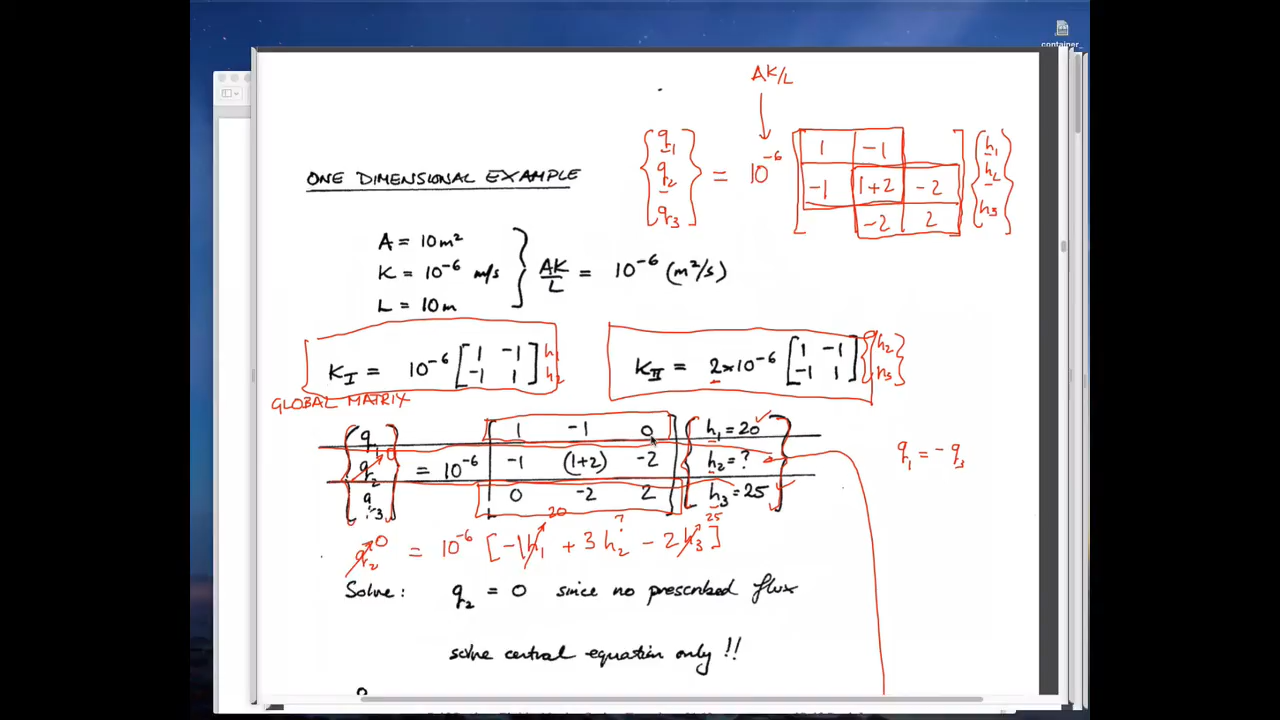 container_
AK/L
{q1 q2 q3} = 10^-6 [1 -1
-1 1+2 -2
-2 2] {h1 h2 h3}
ONE DIMENSIONAL EXAMPLE
A = 10m²
K = 10^-6 m/s } AK/L = 10^-6 (m²/s)
L = 10m
K_I = 10^-6 [1 -1
-1 1] h1 h2
K_II = 2×10^-6 [1 -1
-1 1] {h2 h3}
GLOBAL MATRIX
{q1 [1 -1 0] {h1 = 20 }
q2 0 = 10^-6 -1 (1+2) -2 h2 = ?
q3} 0 -2 2 h3 = 25
q1 = - q3
20 ? 25
q2 0 = 10^-6 [-1h1 + 3h2 - 2h3]
Solve: q2 = 0 since no prescribed flux
solve central equation only !!